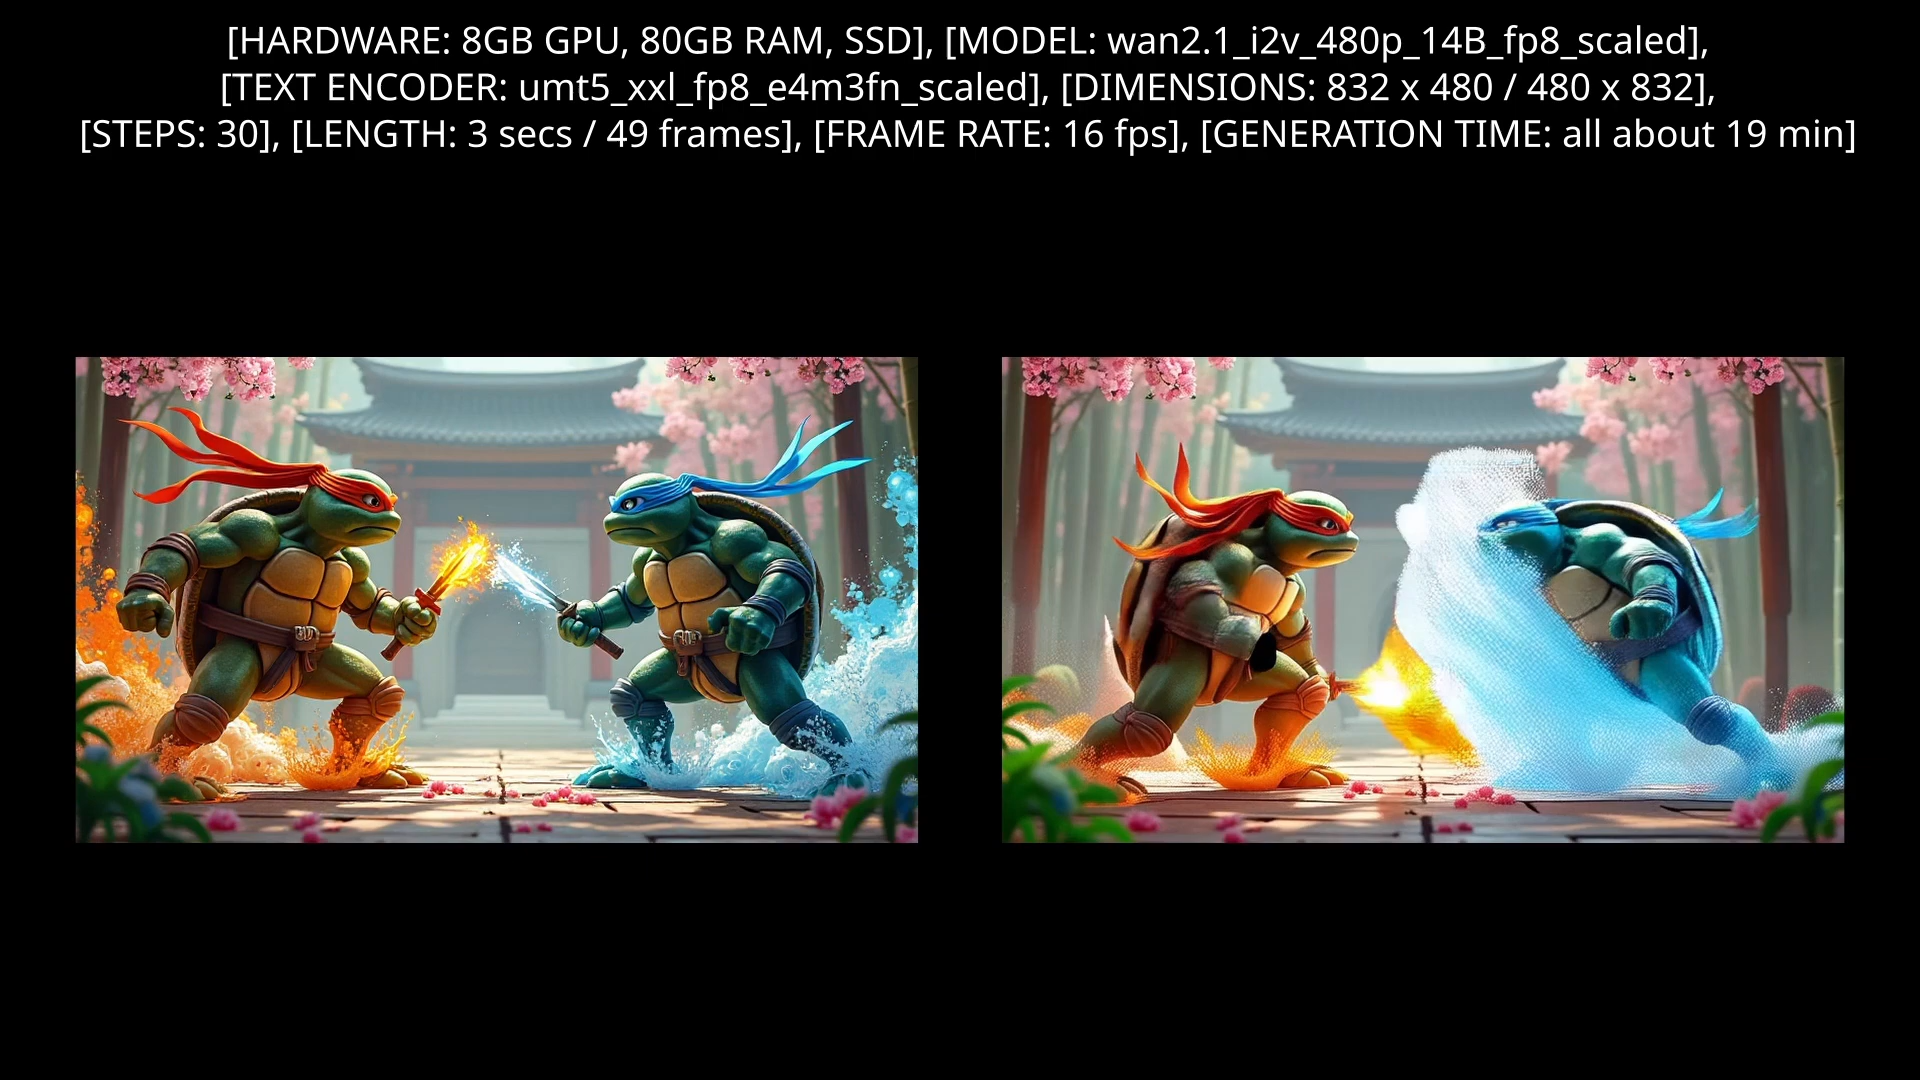 [HARDWARE: 8GB GPU, 80GB RAM, SSD], [MODEL: wan2.1_i2v_480p_14B_fp8_scaled],
[TEXT ENCODER: umt5_xxl_fp8_e4m3fn_scaled], [DIMENSIONS: 832 x 480 / 480 x 832],
[STEPS: 30], [LENGTH: 3 secs / 49 frames], [FRAME RATE: 16 fps], [GENERATION TIME: all about 19 min]